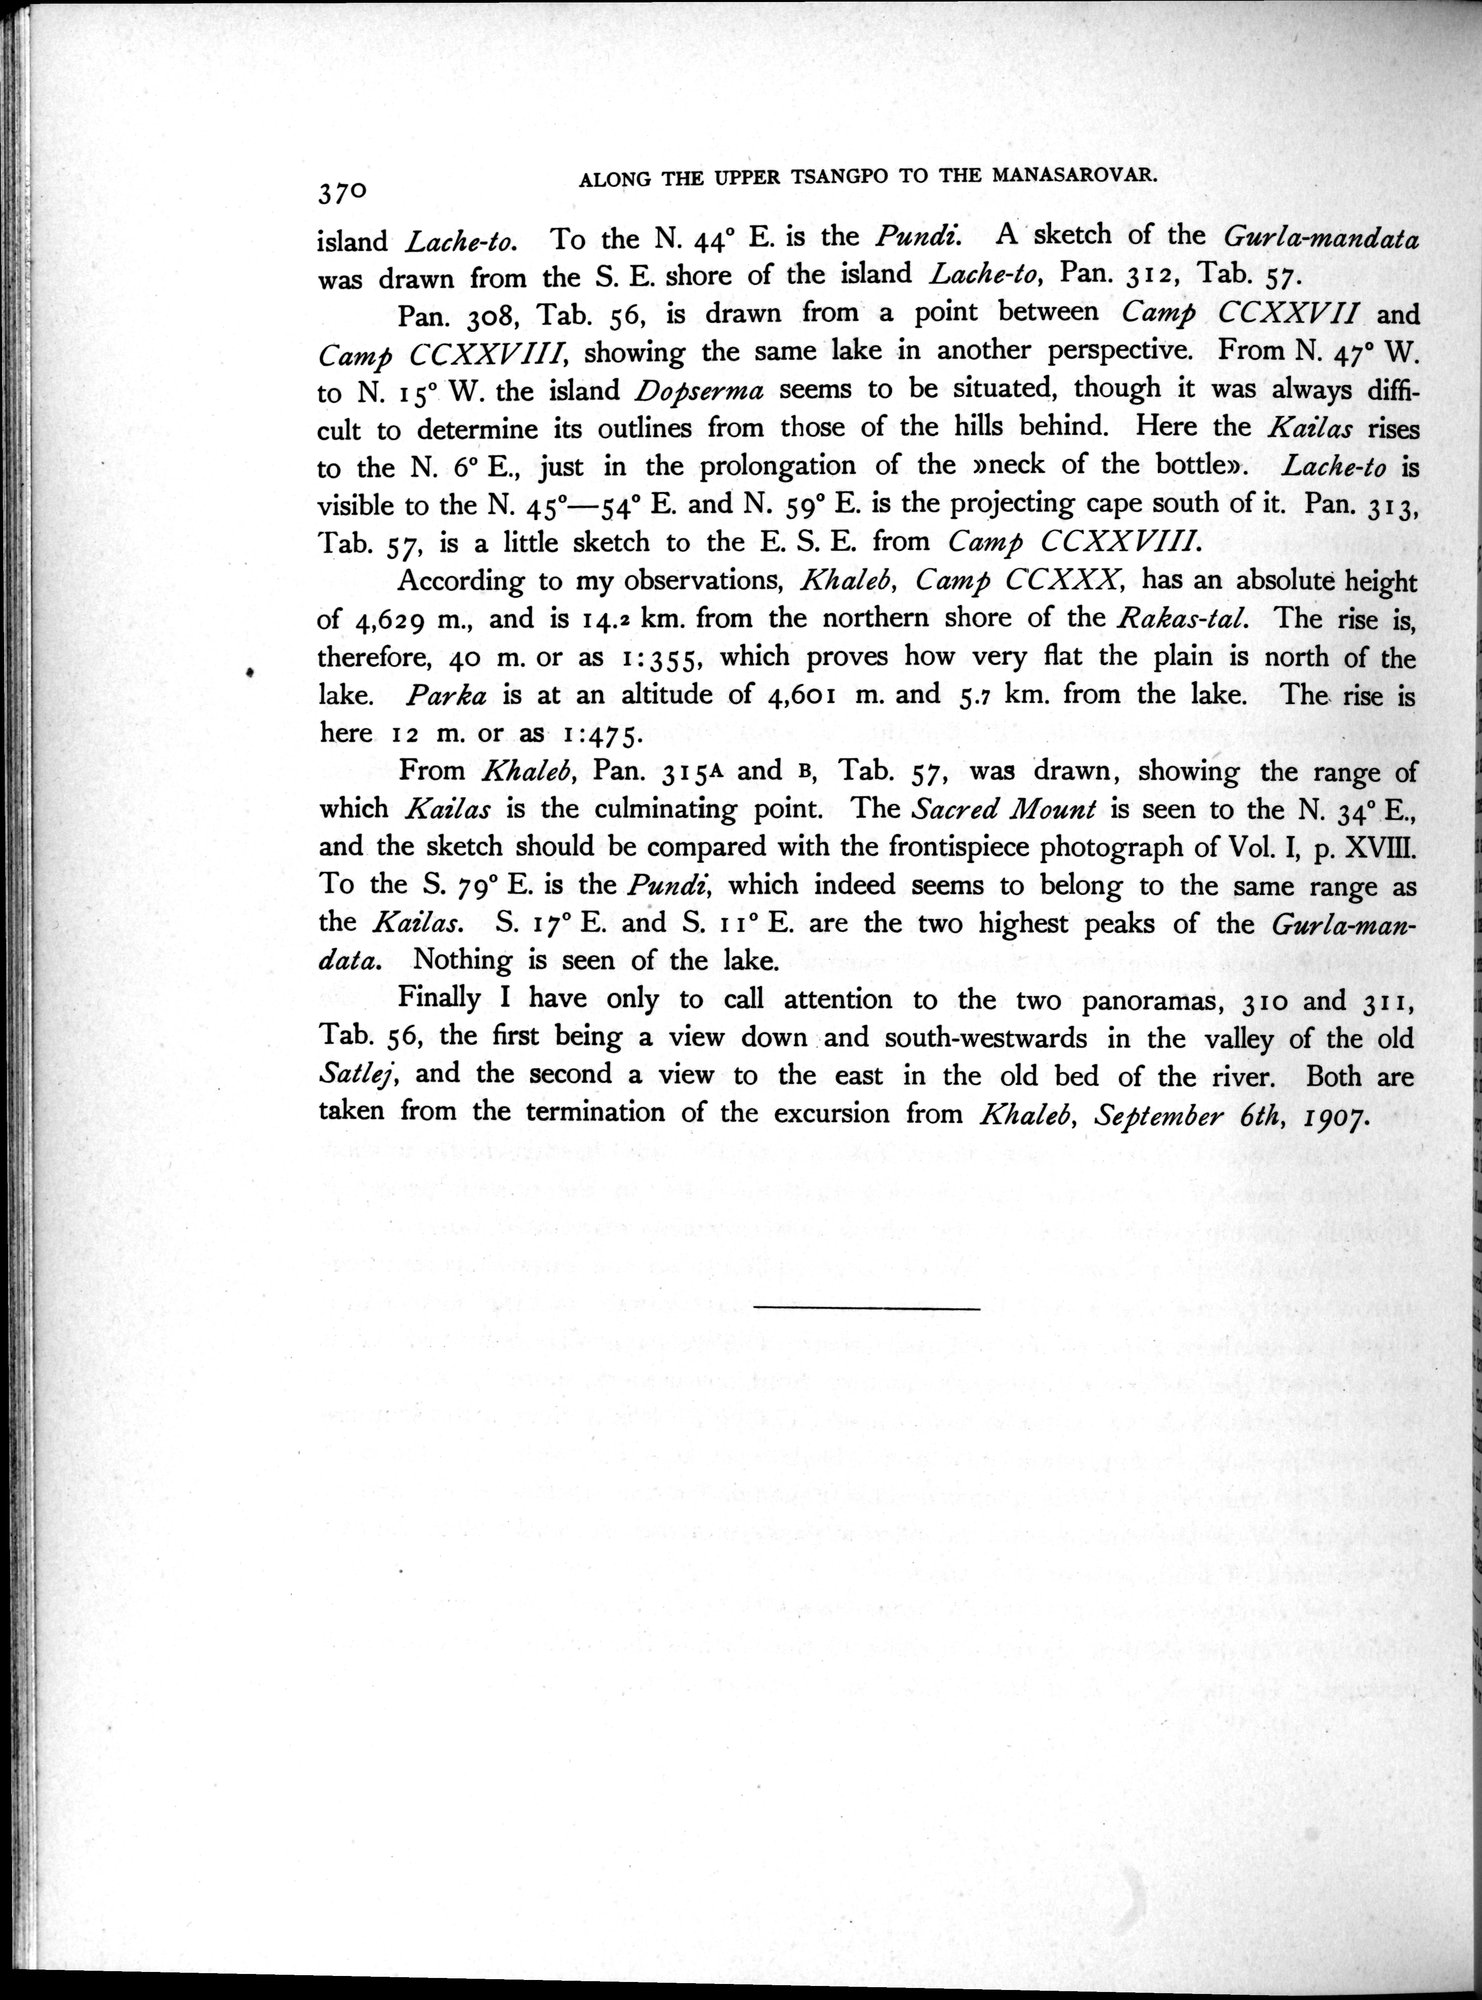 370
ALONG THE UPPER TSANGPO TO THE MANASAROVAR.
island Lache-to. To the N. 44° E. is the Pundi. A sketch of the Gurla-mandata
was drawn from the S. E. shore of the island Lache-to, Pan. 312, Tab. 57.
Pan. 308, Tab. 56, is drawn from a point between Camp CCXXVII and
Camp CCXXVIII, showing the same lake in another perspective. From N. 47° W.
to N. 15° W. the island Dopserma seems to be situated, though it was always diffi-
cult to determine its outlines from those of the hills behind. Here the Kailas rises
to the N. 6° E., just in the prolongation of the »neck of the bottle». Lache-to is
visible to the N. 45°—54° E. and N. 59° E. is the projecting cape south of it. Pan. 313,
Tab. 57, is a little sketch to the E. S. E. from Camp CCXXVIII.
According to my observations, Khaleb, Camp CCXXX, has an absolute height
of 4,629 m., and is 14.2 km. from the northern shore of the Rakas-tal. The rise is,
therefore, 40 m. or as 1:355, which proves how very flat the plain is north of the
lake. Parka is at an altitude of 4,601 m. and 5.7 km. from the lake. The rise is
here 12 m. or as 1:475.
From Khaleb, Pan. 315A and B, Tab. 57, was drawn, showing the range of
which Kailas is the culminating point. The Sacred Mount is seen to the N. 34° E.,
and the sketch should be compared with the frontispiece photograph of Vol. I, p. XVIII.
To the S. 79° E. is the Pundi, which indeed seems to belong to the same range as
the Kailas. S. 17° E. and S. 11° E. are the two highest peaks of the Gurla-man-
data. Nothing is seen of the lake.
Finally I have only to call attention to the two panoramas, 310 and 311,
Tab. 56, the first being a view down and south-westwards in the valley of the old
Satlej, and the second a view to the east in the old bed of the river. Both are
taken from the termination of the excursion from Khaleb, September 6th, 1907.